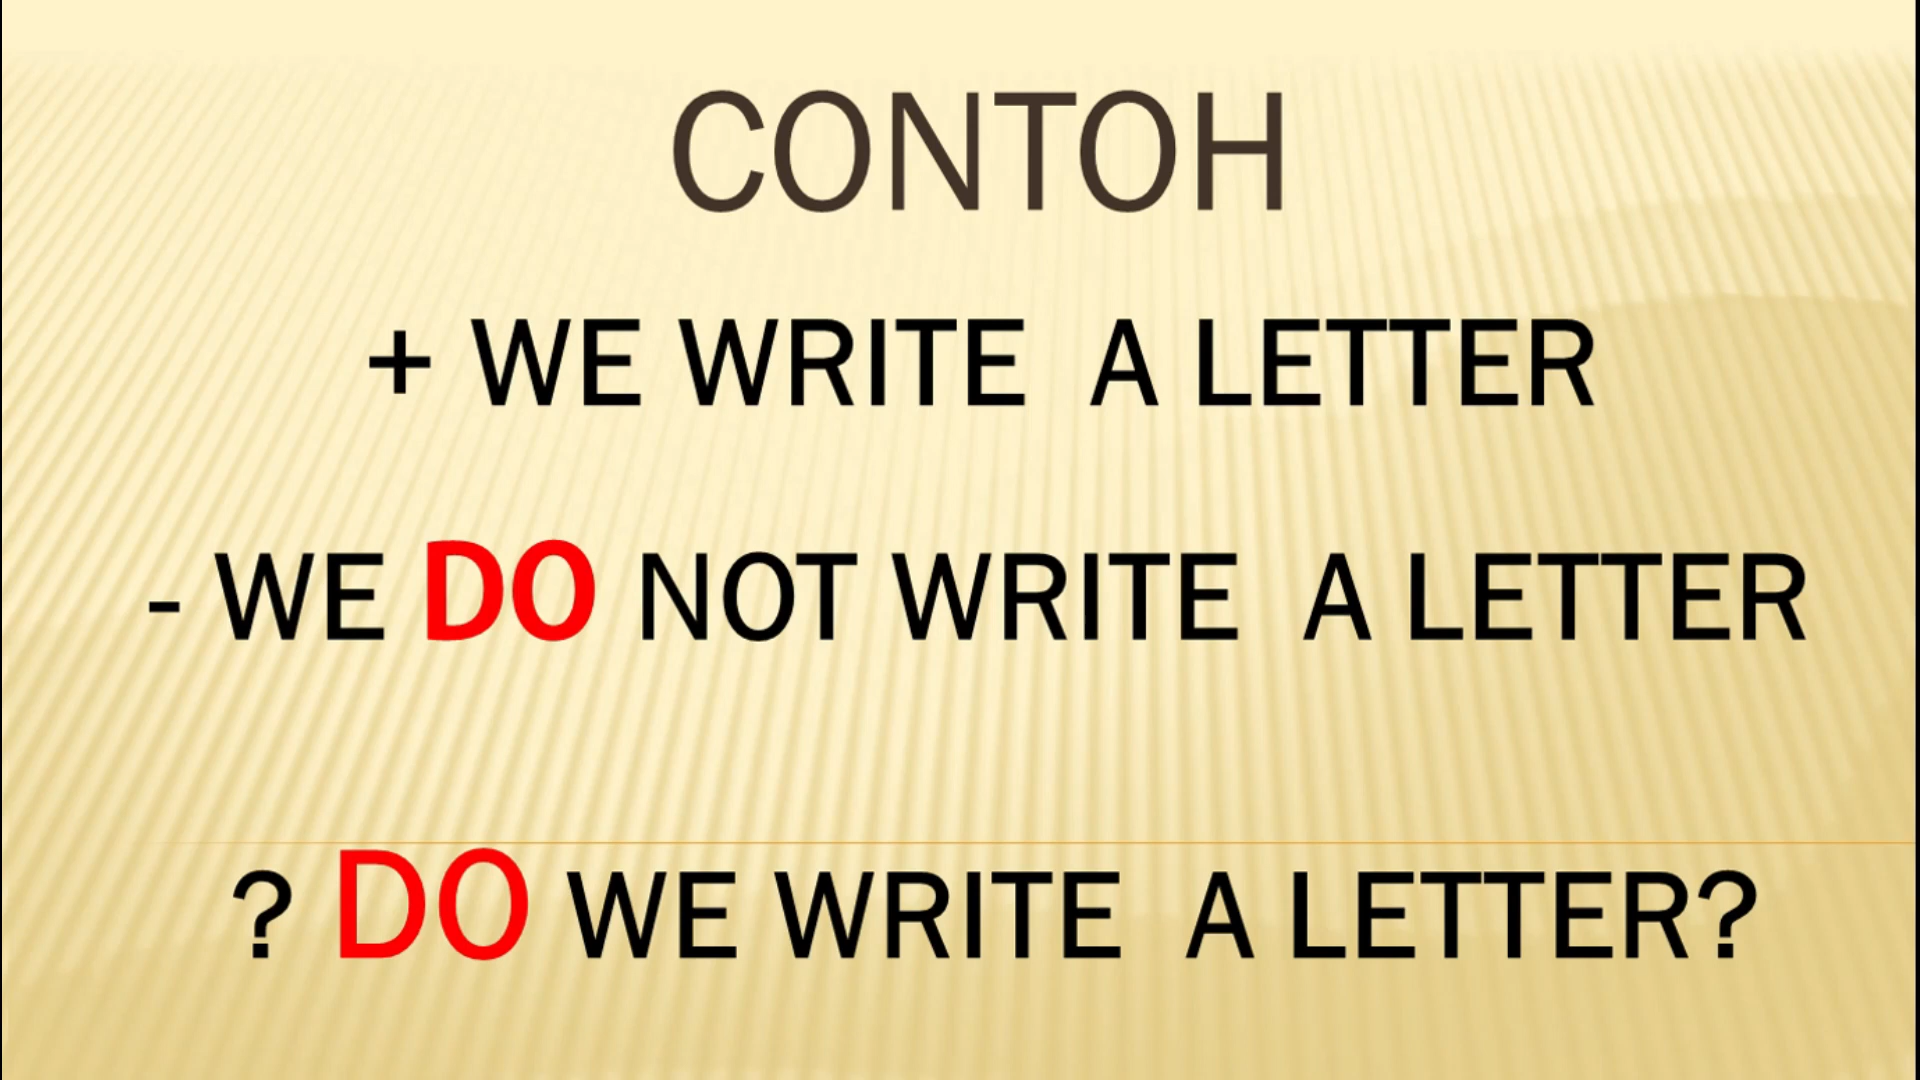 CONTOH
+ WE WRITE A LETTER
- WE DO NOT WRITE A LETTER
? DO WE WRITE A LETTER?